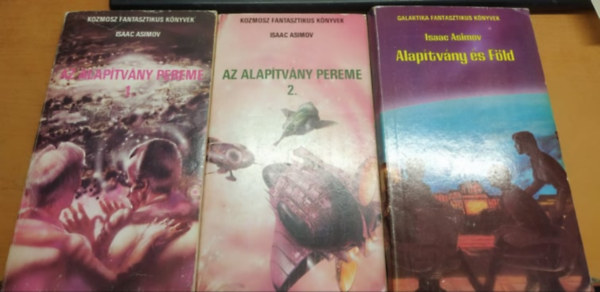 KOZMOSZ FANTASZTIKUS KÖNYVEK
ISAAC ASIMOV
AZ ALAPÍTVÁNY PEREME
1.
KOZMOSZ FANTASZTIKUS KÖNYVEK
ISAAC ASIMOV
AZ ALAPÍTVÁNY PEREME
2.
GALAKTIKA FANTASZTIKUS KÖNYVEK
Isaac Asimov
Alapítvány és Föld